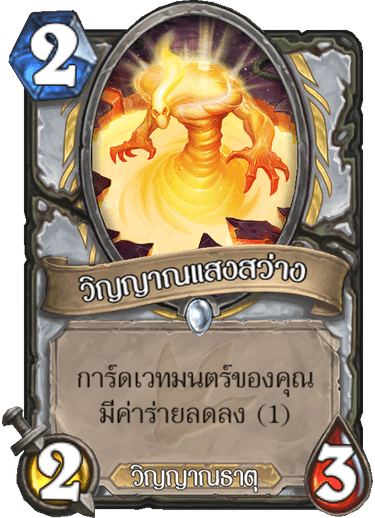 2
วิญญาณแสงสว่าง
การ์ดเวทมนตร์ของคุณ
มีค่าร่ายลดลง (1)
2
วิญญาณธาตุ
3